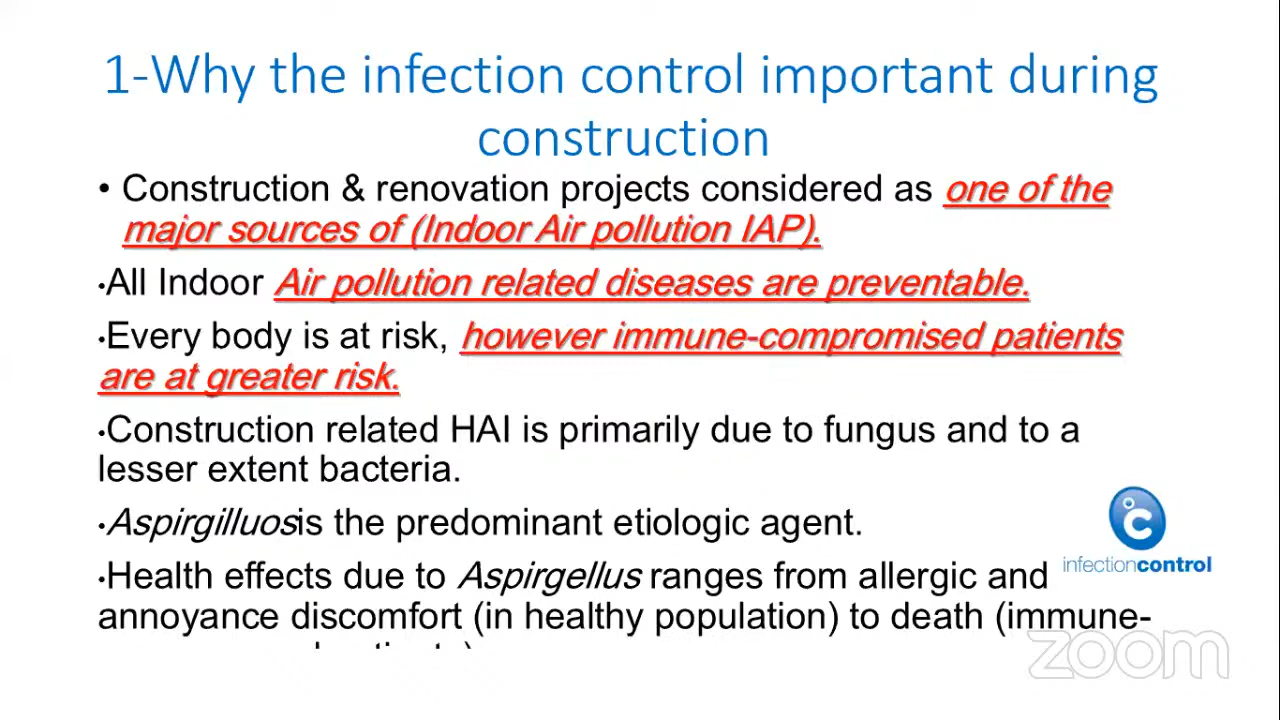 1-Why the infection control important during
construction
• Construction & renovation projects considered as one of the
major sources of (Indoor Air pollution IAP).
•All Indoor Air pollution related diseases are preventable.
•Every body is at risk, however immune-compromised patients
are at greater risk.
•Construction related HAI is primarily due to fungus and to a
lesser extent bacteria.
•Aspirgilluosis the predominant etiologic agent.
•Health effects due to Aspirgellus ranges from allergic and
annoyance discomfort (in healthy population) to death (immune-
c
infectioncontrol
zoom